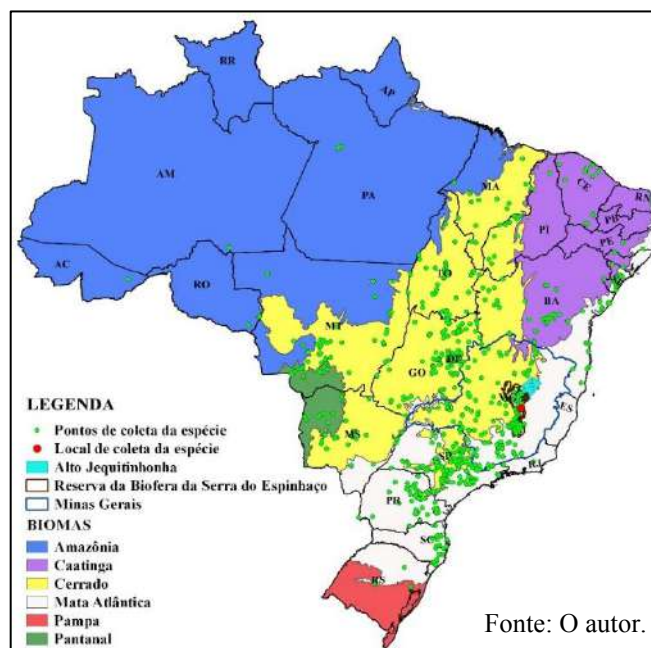 RR
AP
AM
PA
MA
CE
RN
PI
PB
PE
AC
RO
TO
BA
MT
DF
GO
MG
MS
ES
SP
RJ
PR
SC
RS
LEGENDA
Pontos de coleta da espécie
Local de coleta da espécie
Alto Jequitinhonha
Reserva da Biofera da Serra do Espinhaço
Minas Gerais
BIOMAS
Amazônia
Caatinga
Cerrado
Mata Atlântica
Pampa
Pantanal
Fonte: O autor.